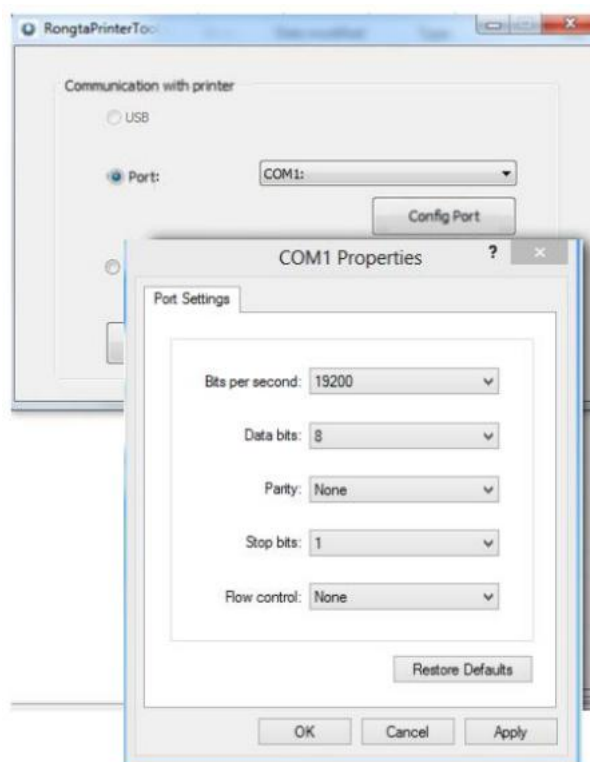 RongtaPrinterToo
Communication with printer
USB
Port: COM1:
Config Port
COM1 Properties ?
Port Settings
Bits per second: 19200
Data bits: 8
Parity: None
Stop bits: 1
Flow control: None
Restore Defaults
OK Cancel Apply